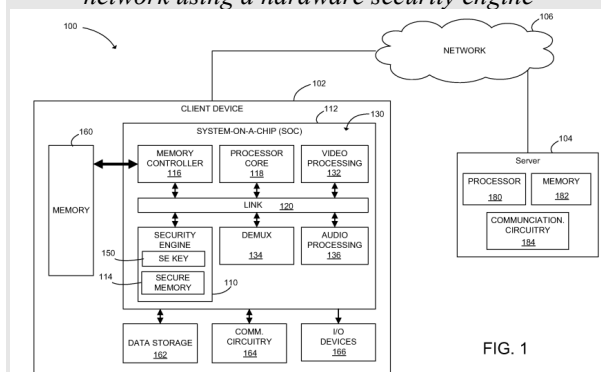 network using a hardware security engine
100
106
NETWORK
102
CLIENT DEVICE
112
130
SYSTEM-ON-A-CHIP (SOC)
160
MEMORY
MEMORY
CONTROLLER
116
PROCESSOR
CORE
118
VIDEO
PROCESSING
132
LINK 120
SECURITY
ENGINE
150
SE KEY
114
SECURE
MEMORY
110
DEMUX
134
AUDIO
PROCESSING
136
DATA STORAGE
162
COMM.
CIRCUITRY
164
I/O
DEVICES
166
104
Server
PROCESSOR
180
MEMORY
182
COMMUNCIATION.
CIRCUITRY
184
FIG. 1